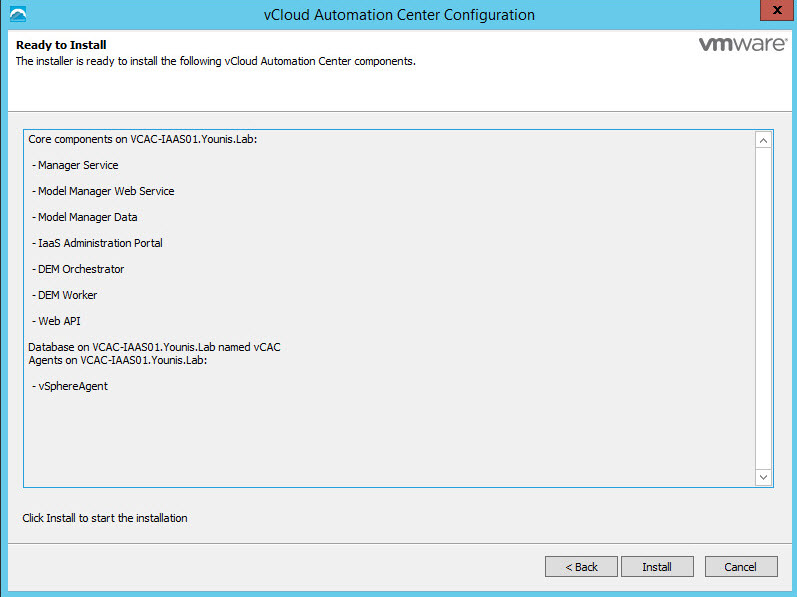 vCloud Automation Center Configuration
x
Ready to Install
The installer is ready to install the following vCloud Automation Center components.
vmware®
Core components on VCAC-IAAS01.Younis.Lab:
- Manager Service
- Model Manager Web Service
- Model Manager Data
- IaaS Administration Portal
- DEM Orchestrator
- DEM Worker
- Web API
Database on VCAC-IAAS01.Younis.Lab named vCAC
Agents on VCAC-IAAS01.Younis.Lab:
- vSphereAgent
Click Install to start the installation
< Back Install Cancel